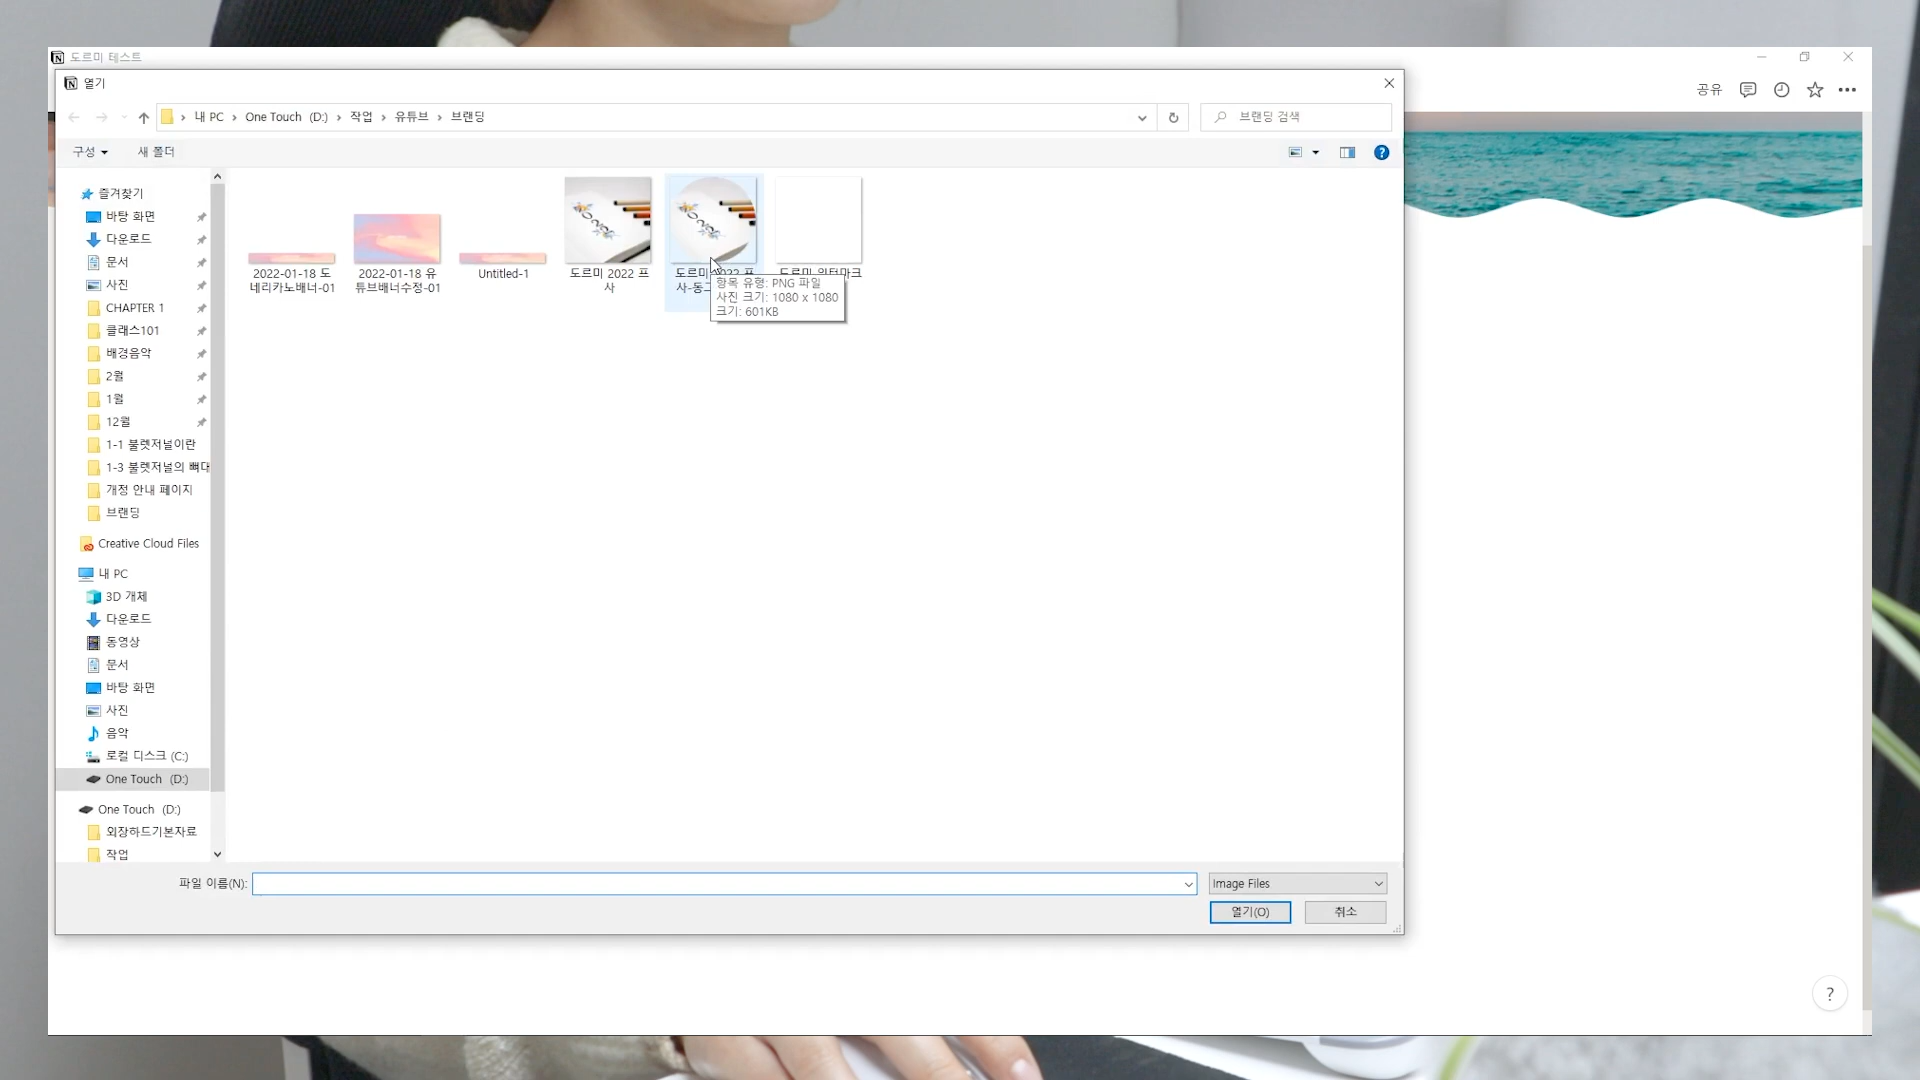 도르미 테스트
열기
공유
내 PC
One Touch (D:)
작업
유튜브
브랜딩
브랜딩 검색
구성
새 폴더
?
즐겨찾기
바탕 화면
다운로드
문서
사진
CHAPTER 1
클래스101
배경음악
2월
1월
12월
1-1 불렛저널이란
1-3 불렛저널의 뼈대
개정 안내 페이지
브랜딩
Creative Cloud Files
내 PC
3D 개체
다운로드
동영상
문서
바탕 화면
사진
음악
로컬 디스크 (C:)
One Touch (D:)
One Touch (D:)
외장하드기본자료
작업
2022-01-18 도
네리카노배너-01
2022-01-18 유
튜브배너수정-01
Untitled-1
도르미 2022 프
사
도르미 2022 프
사-동그
도르미 워터마크
항목 유형: PNG 파일
사진 크기: 1080 x 1080
크기: 601KB
파일 이름(N):
Image Files
열기(O)
취소
?